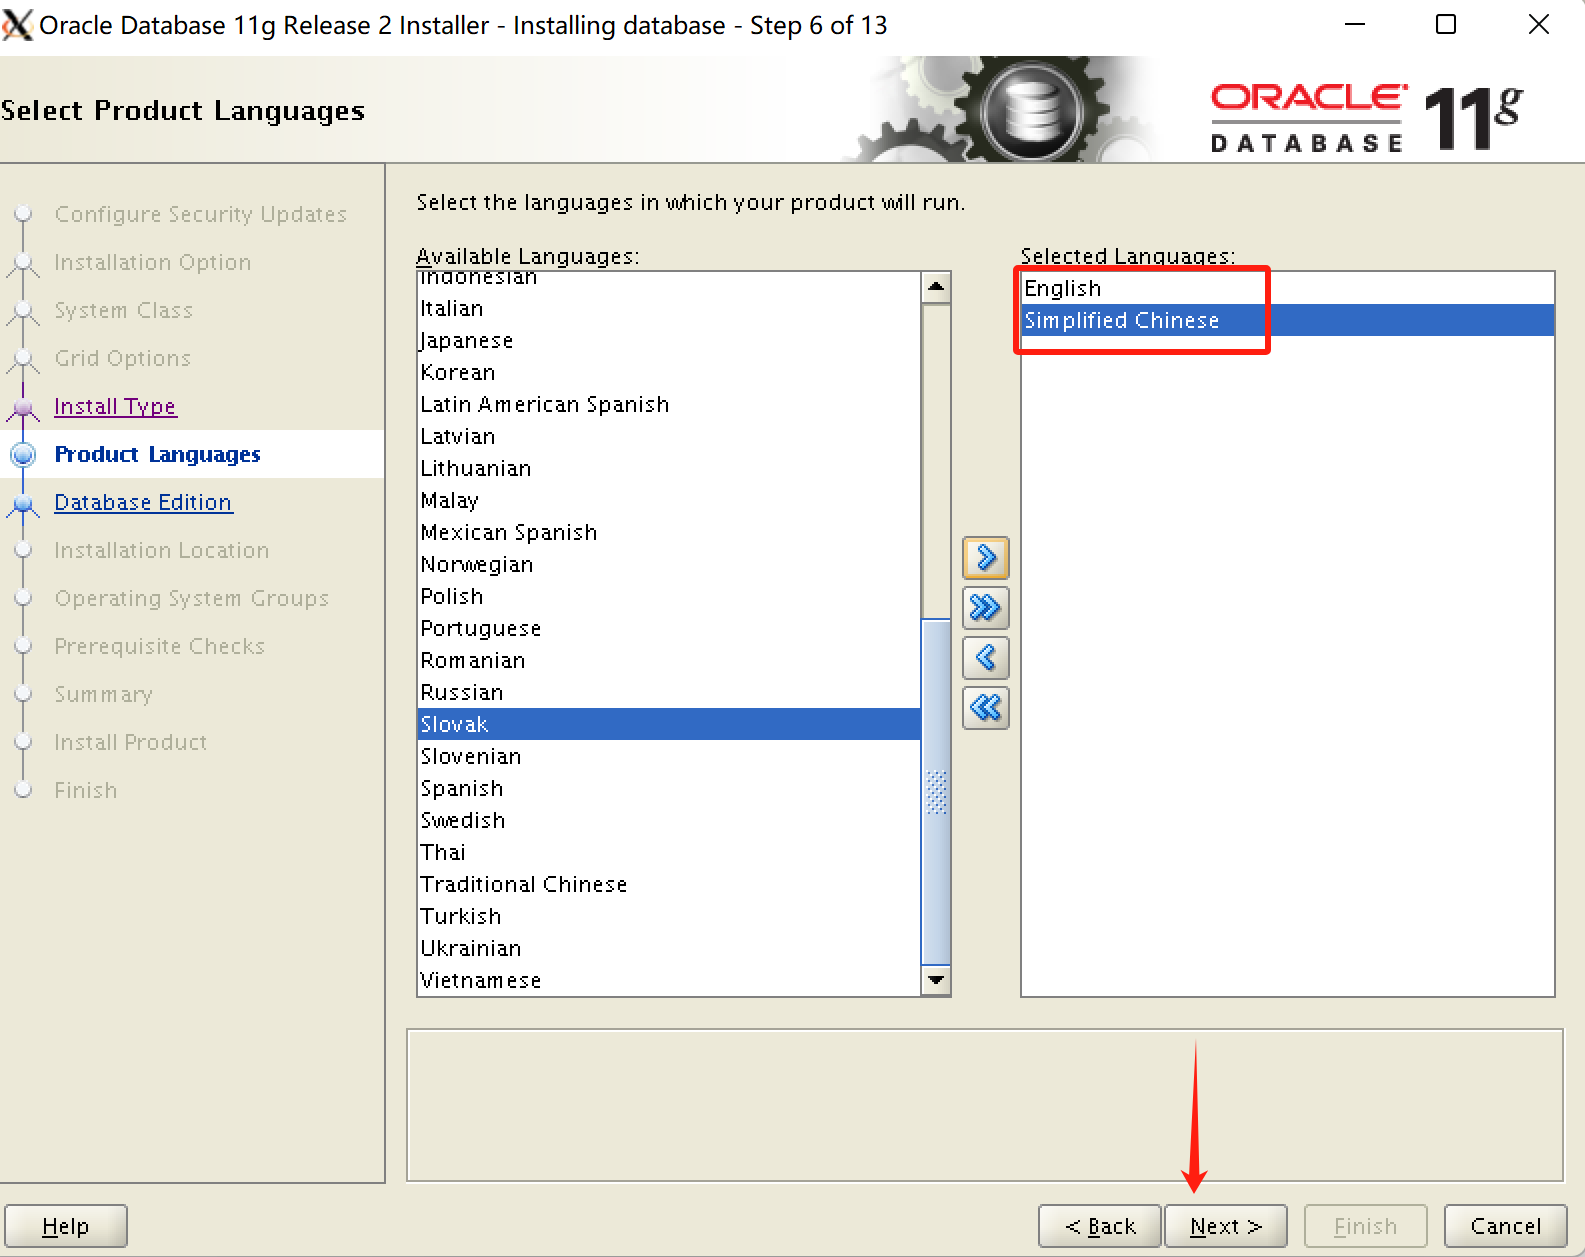 Oracle Database 11g Release 2 Installer - Installing database - Step 6 of 13
Select Product Languages
ORACLE
DATABASE
11g
Configure Security Updates
Installation Option
System Class
Grid Options
Install Type
Product Languages
Database Edition
Installation Location
Operating System Groups
Prerequisite Checks
Summary
Install Product
Finish
Select the languages in which your product will run.
Available Languages:
Indonesian
Italian
Japanese
Korean
Latin American Spanish
Latvian
Lithuanian
Malay
Mexican Spanish
Norwegian
Polish
Portuguese
Romanian
Russian
Slovak
Slovenian
Spanish
Swedish
Thai
Traditional Chinese
Turkish
Ukrainian
Vietnamese
Selected Languages:
English
Simplified Chinese
Help
< Back
Next >
Finish
Cancel